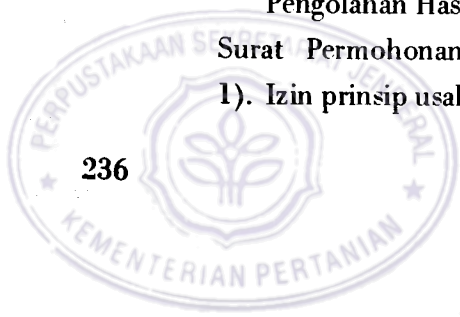 Pengolahan Has
Surat Permohonan
1). Izin prinsip usal
236
PERPUSTAKAAN SEKRETARIAT JENDERAL
KEMENTERIAN PERTANIAN